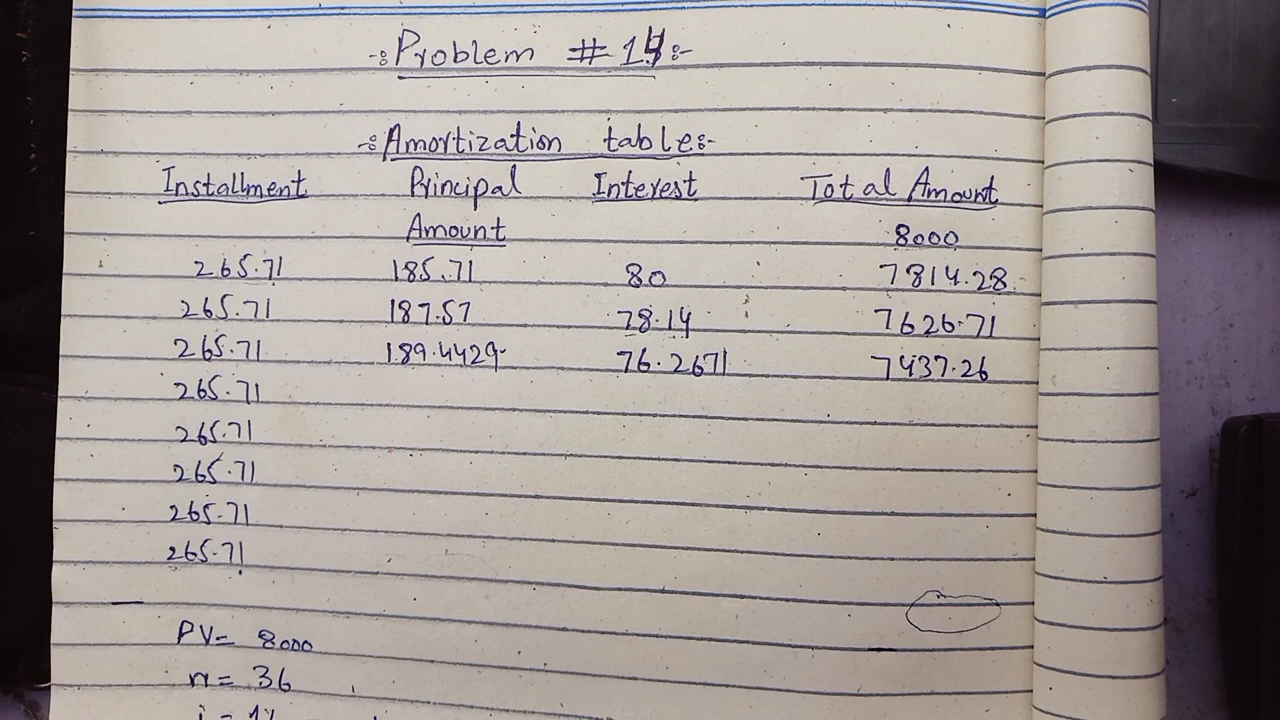 -:Problem #14:-
-:Amortization table:-
Installment Principal Interest Total Amount
Amount 8000
265.71 185.71 80 7814.28
265.71 187.57 78.14 7626.71
265.71 189.4429 76.2671 7437.26
265.71
265.71
265.71
265.71
265.71
PV= 8000
n= 36